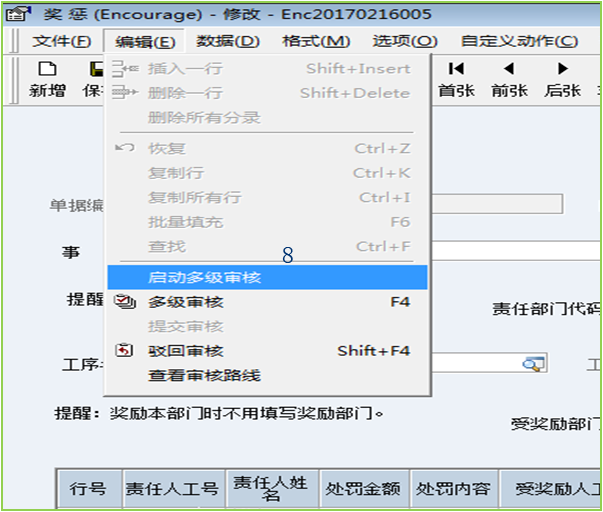 奖 惩 (Encourage) - 修改 - Enc20170216005
文件(F) 编辑(E) 数据(D) 格式(M) 选项(O) 自定义动作(C)
新增 首张 前张 后张
插入一行 Shift+Insert
删除一行 Shift+Delete
删除所有分录
恢复 Ctrl+Z
复制行 Ctrl+K
复制所有行 Ctrl+I
批量填充 F6
查找 Ctrl+F
8
启动多级审核
多级审核 F4
提交审核
驳回审核 Shift+F4
查看审核路线
单据编
事
提醒
责任部门代码
工序
提醒：奖励本部门时不用填写奖励部门。
受奖励部门
行号 责任人工号 责任人姓名 处罚金额 处罚内容 受奖励人工